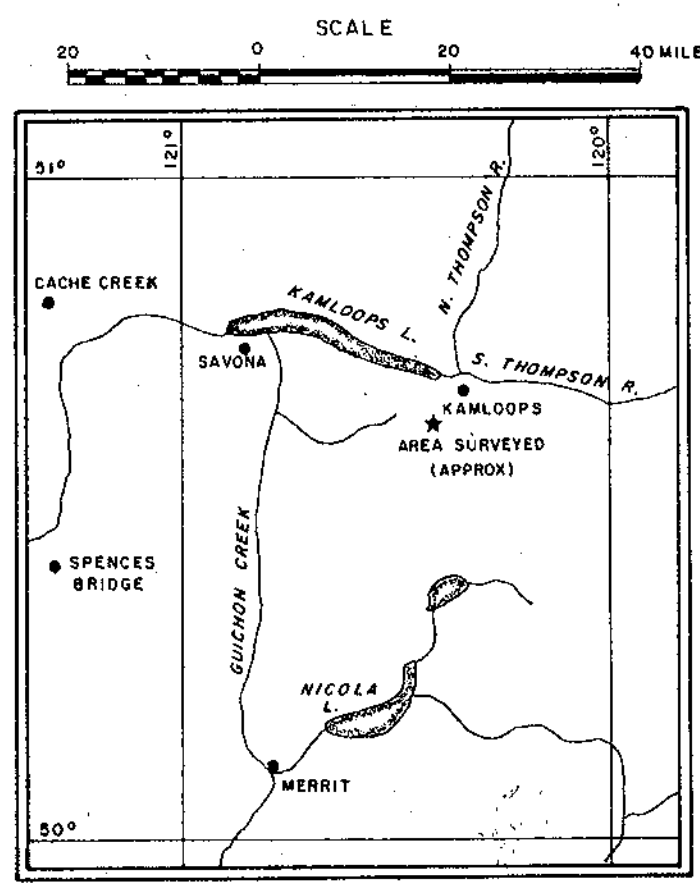 SCALE
20 0 20 40 MILE
121°
120°
51°
N. THOMPSON R.
CACHE CREEK
KAMLOOPS L.
SAVONA
S. THOMPSON R.
KAMLOOPS
AREA SURVEYED
(APPROX)
SPENCES
BRIDGE
GUICHON CREEK
NICOLA
L.
MERRIT
50°